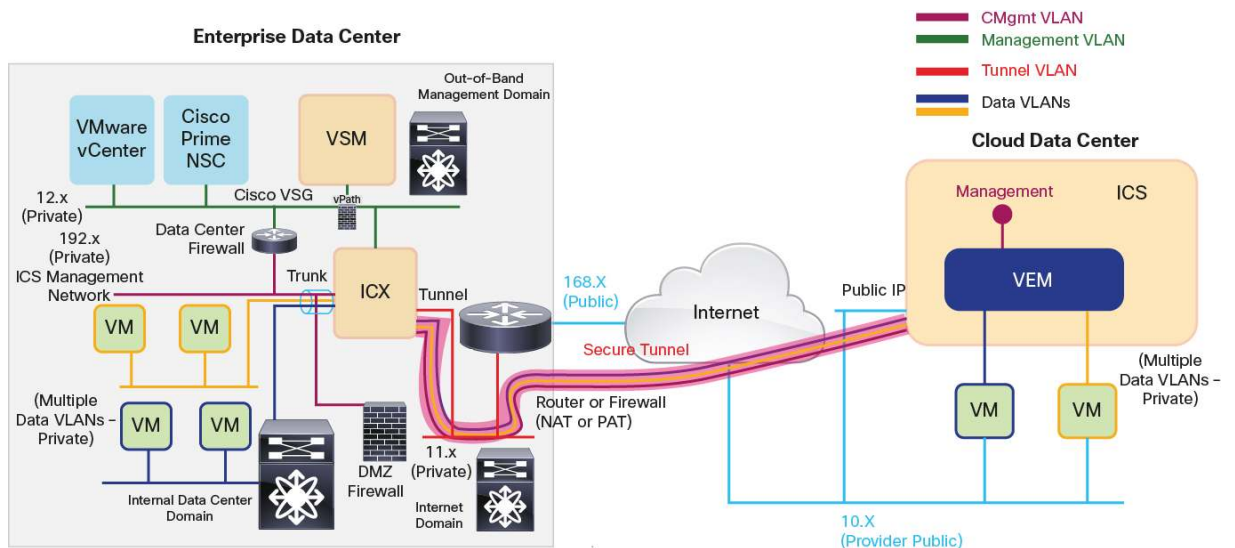 CMgmt VLAN
Management VLAN
Tunnel VLAN
Data VLANs
Enterprise Data Center
Out-of-Band
Management Domain
VMware
vCenter
Cisco
Prime
NSC
VSM
12.x
(Private)
Cisco VSG
vPath
Data Center
Firewall
192.x
(Private)
ICS Management
Network
Trunk
ICX
Tunnel
VM
VM
(Multiple
Data VLANs –
Private)
VM
VM
Internal Data Center
Domain
DMZ
Firewall
11.x
(Private)
Internet
Domain
168.X
(Public)
Internet
Secure Tunnel
Router or Firewall
(NAT or PAT)
Cloud Data Center
Management
ICS
VEM
Public IP
(Multiple
Data VLANs –
Private)
VM
VM
10.X
(Provider Public)